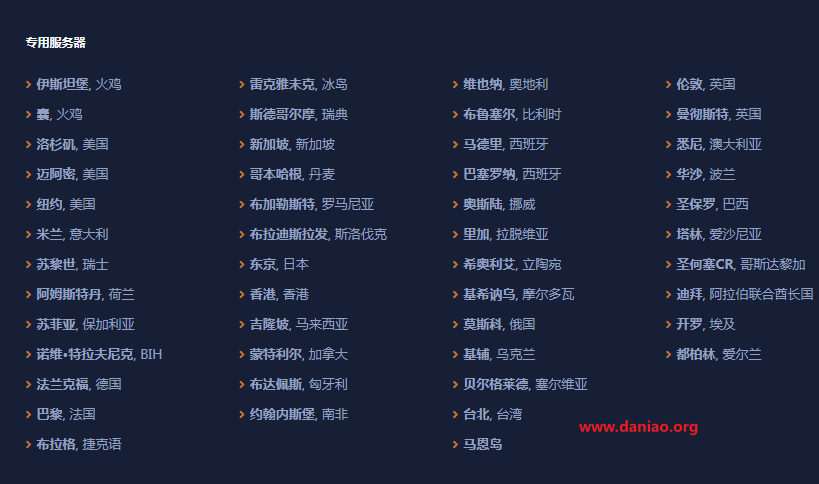 专用服务器
伊斯坦堡, 火鸡
囊, 火鸡
洛杉矶, 美国
迈阿密, 美国
纽约, 美国
米兰, 意大利
苏黎世, 瑞士
阿姆斯特丹, 荷兰
苏菲亚, 保加利亚
诺维·特拉夫尼克, BIH
法兰克福, 德国
巴黎, 法国
布拉格, 捷克语
雷克雅未克, 冰岛
斯德哥尔摩, 瑞典
新加坡, 新加坡
哥本哈根, 丹麦
布加勒斯特, 罗马尼亚
布拉迪斯拉发, 斯洛伐克
东京, 日本
香港, 香港
吉隆坡, 马来西亚
蒙特利尔, 加拿大
布达佩斯, 匈牙利
约翰内斯堡, 南非
维也纳, 奥地利
布鲁塞尔, 比利时
马德里, 西班牙
巴塞罗纳, 西班牙
奥斯陆, 挪威
里加, 拉脱维亚
希奥利艾, 立陶宛
基希讷乌, 摩尔多瓦
莫斯科, 俄国
基辅, 乌克兰
贝尔格莱德, 塞尔维亚
台北, 台湾
马恩岛
伦敦, 英国
曼彻斯特, 英国
悉尼, 澳大利亚
华沙, 波兰
圣保罗, 巴西
塔林, 爱沙尼亚
圣何塞CR, 哥斯达黎加
迪拜, 阿拉伯联合酋长国
开罗, 埃及
都柏林, 爱尔兰
www.daniao.org